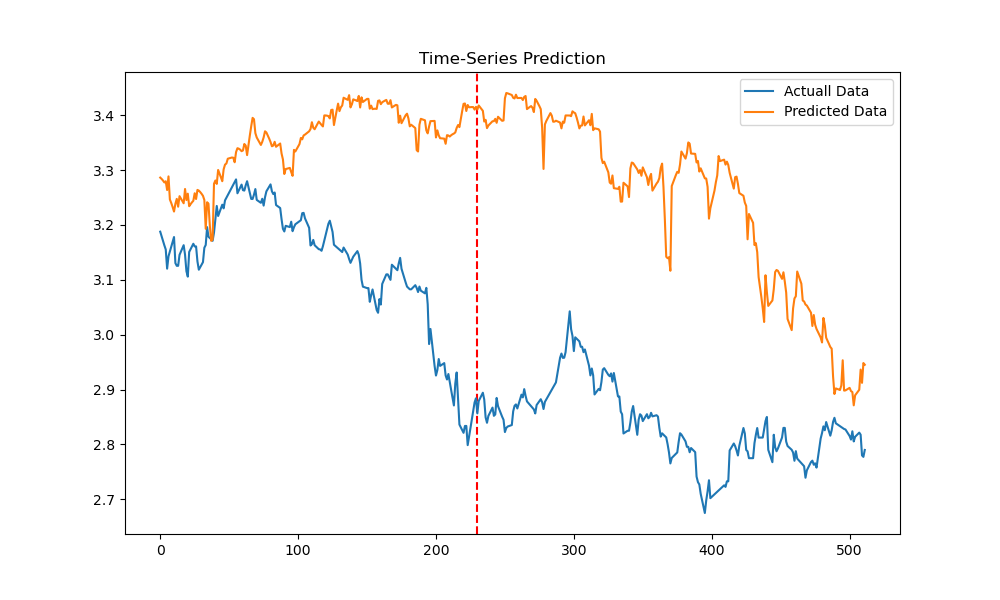 Time-Series Prediction
Actuall Data
Predicted Data
3.4
3.3
3.2
3.1
3.0
2.9
2.8
2.7
0 100 200 300 400 500